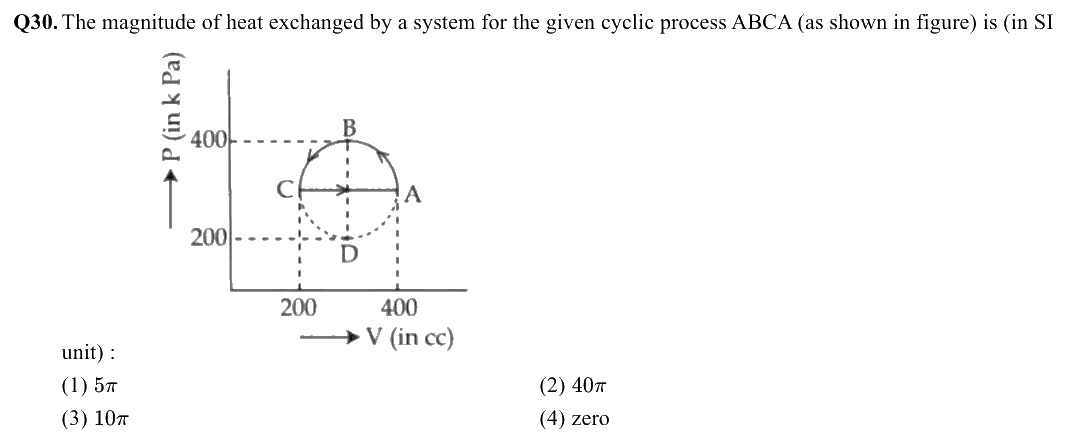 Q30. The magnitude of heat exchanged by a system for the given cyclic process ABCA (as shown in figure) is (in SI
P (in k Pa)
B
400
C
A
200
D
200 400
V (in cc)
unit) :
(1) 5π (2) 40π
(3) 10π (4) zero